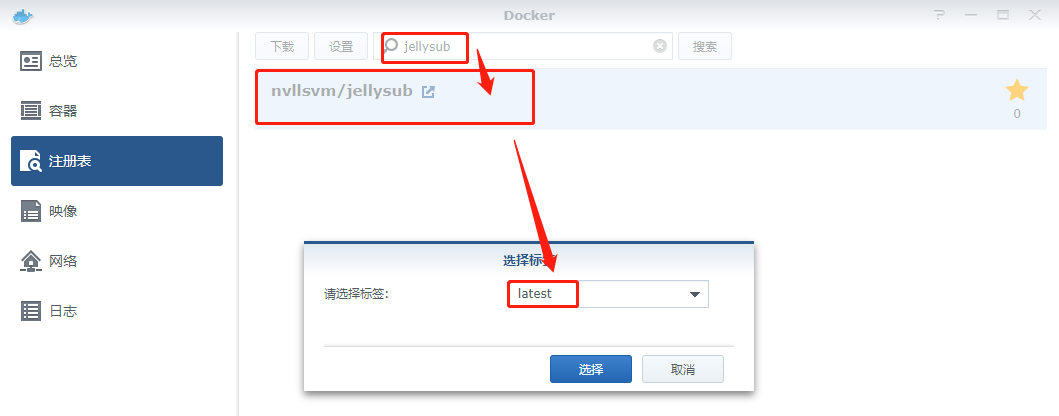 Docker
总览
容器
注册表
映像
网络
日志
下载 设置 jellysub 搜索
nvllsvm/jellysub
0
选择标
请选择标签:
latest
选择 取消